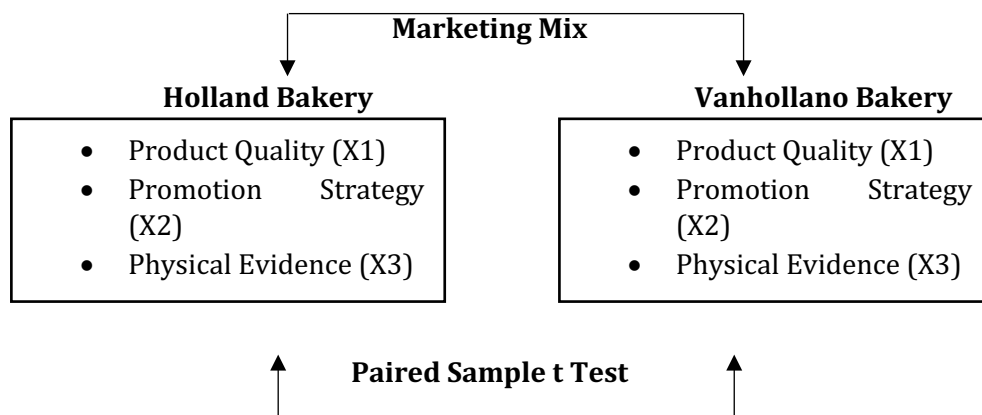 Marketing Mix
Holland Bakery
• Product Quality (X1)
• Promotion Strategy
(X2)
• Physical Evidence (X3)
Vanhollano Bakery
• Product Quality (X1)
• Promotion Strategy
(X2)
• Physical Evidence (X3)
Paired Sample t Test